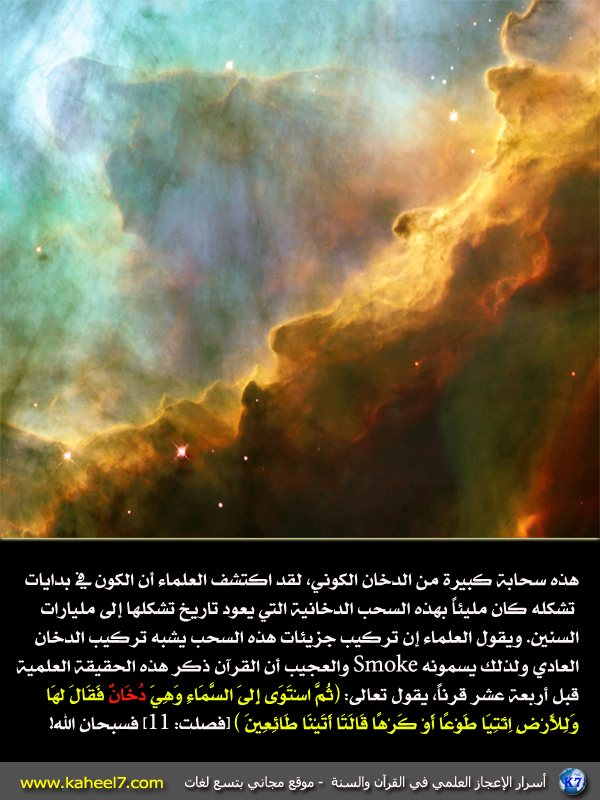 هذه سحابة كبيرة من الدخان الكوني، لقد اكتشف العلماء أن الكون في بدايات
تشكله كان مليئاً بهذه السحب الدخانية التي يعود تاريخ تشكلها إلى مليارات
السنين. ويقول العلماء إن تركيب جزيئات هذه السحب يشبه تركيب الدخان
العادي ولذلك يسمونه Smoke والعجيب أن القرآن ذكر هذه الحقيقة العلمية
قبل أربعة عشر قرناً، يقول تعالى: (ثُمَّ اسْتَوَى إِلَى السَّمَاءِ وَهِيَ دُخَانٌ فَقَالَ لَهَا
وَلِلْأَرْضِ اِئْتِيَا طَوْعًا أَوْ كَرْهًا قَالَتَا أَتَيْنَا طَائِعِينَ) [فصلت: 11] فسبحان الله!
أسرار الإعجاز العلمي في القرآن والسنة - موقع مجاني بتسع لغات www.kaheel7.com
K7